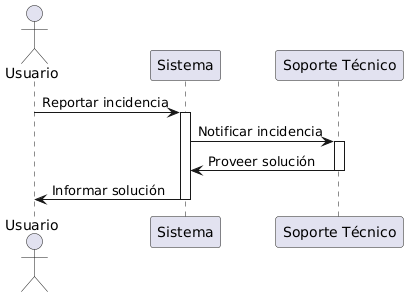 Usuario
Sistema
Soporte Técnico
Reportar incidencia
Notificar incidencia
Proveer solución
Informar solución
Usuario
Sistema
Soporte Técnico